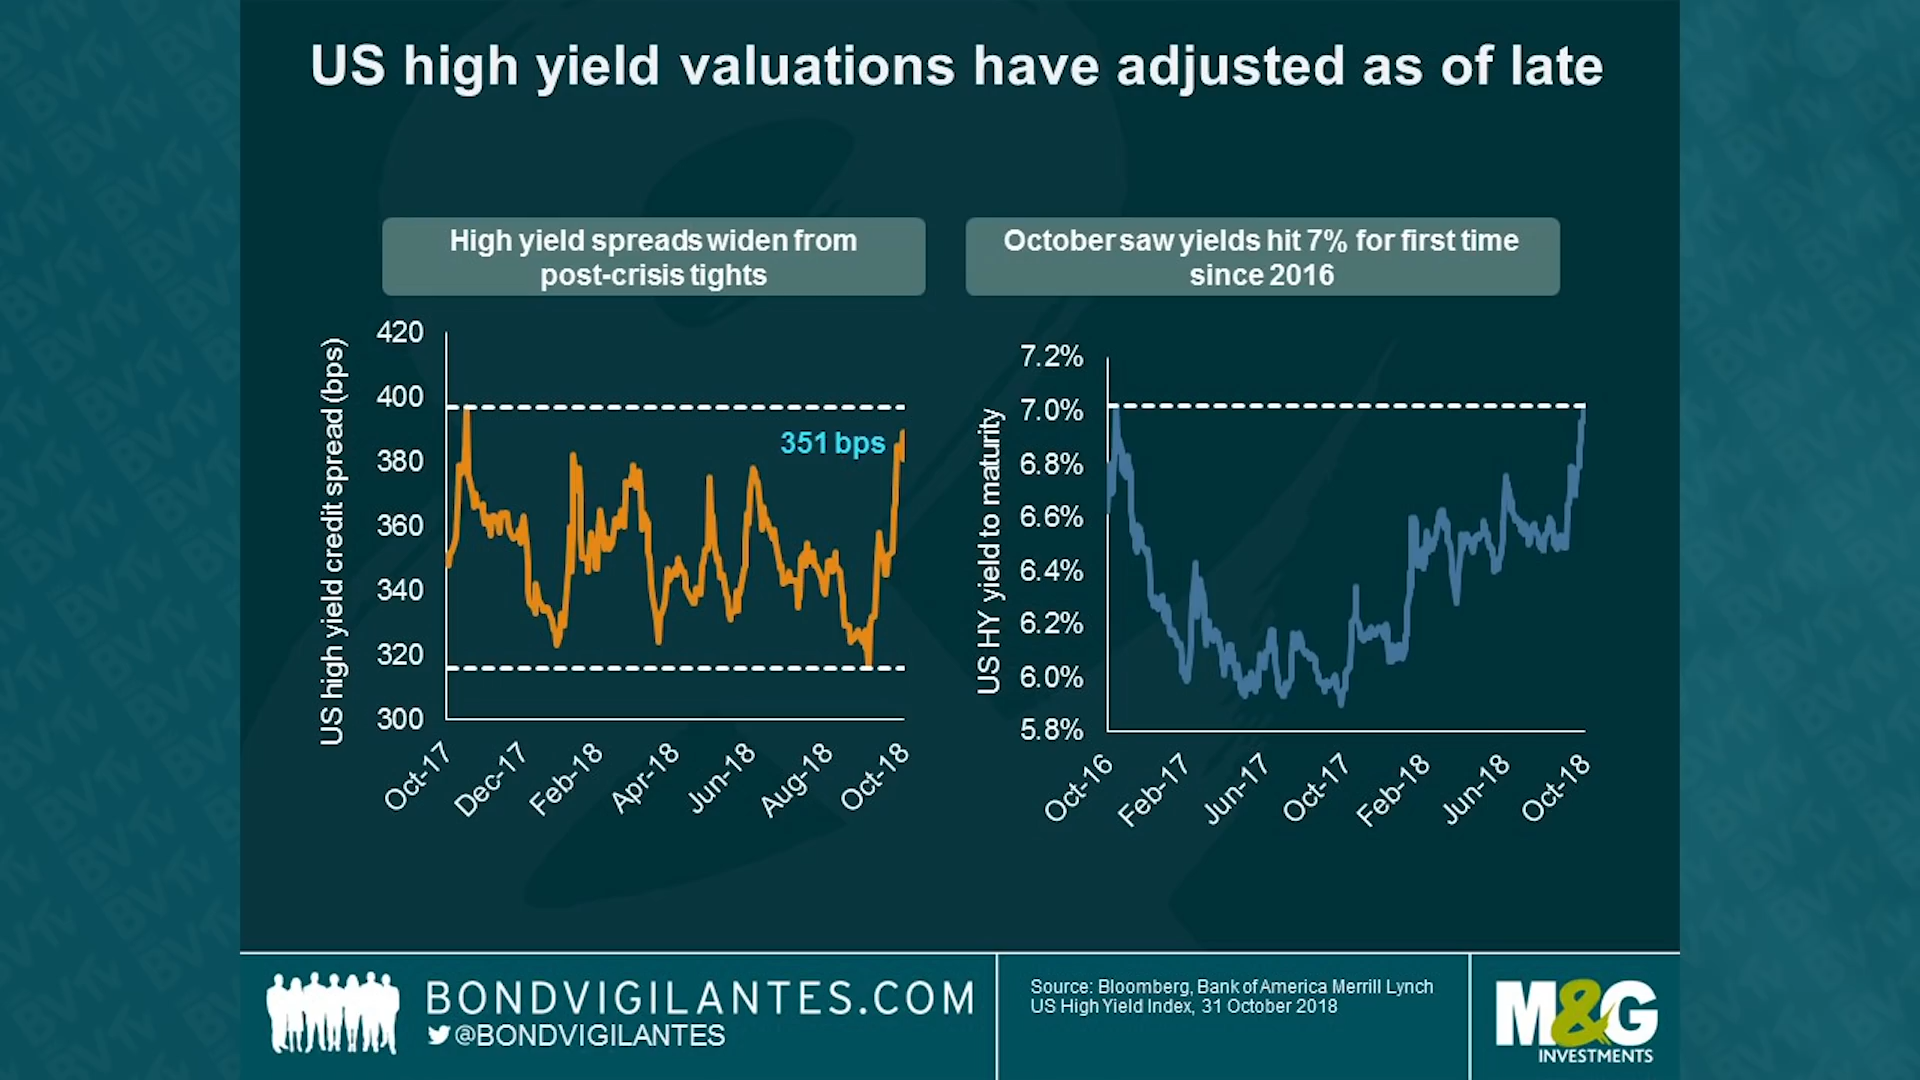 US high yield valuations have adjusted as of late
High yield spreads widen from
post-crisis tights
US high yield credit spread (bps)
420
400
380
360
340
320
300
351 bps
Oct-17
Dec-17
Feb-18
Apr-18
Jun-18
Aug-18
Oct-18
October saw yields hit 7% for first time
since 2016
US HY yield to maturity
7.2%
7.0%
6.8%
6.6%
6.4%
6.2%
6.0%
5.8%
Oct-16
Feb-17
Jun-17
Oct-17
Feb-18
Jun-18
Oct-18
BONDVIGILANTES.COM
@BONDVIGILANTES
Source: Bloomberg, Bank of America Merrill Lynch
US High Yield Index, 31 October 2018
M&G
INVESTMENTS
BVTv